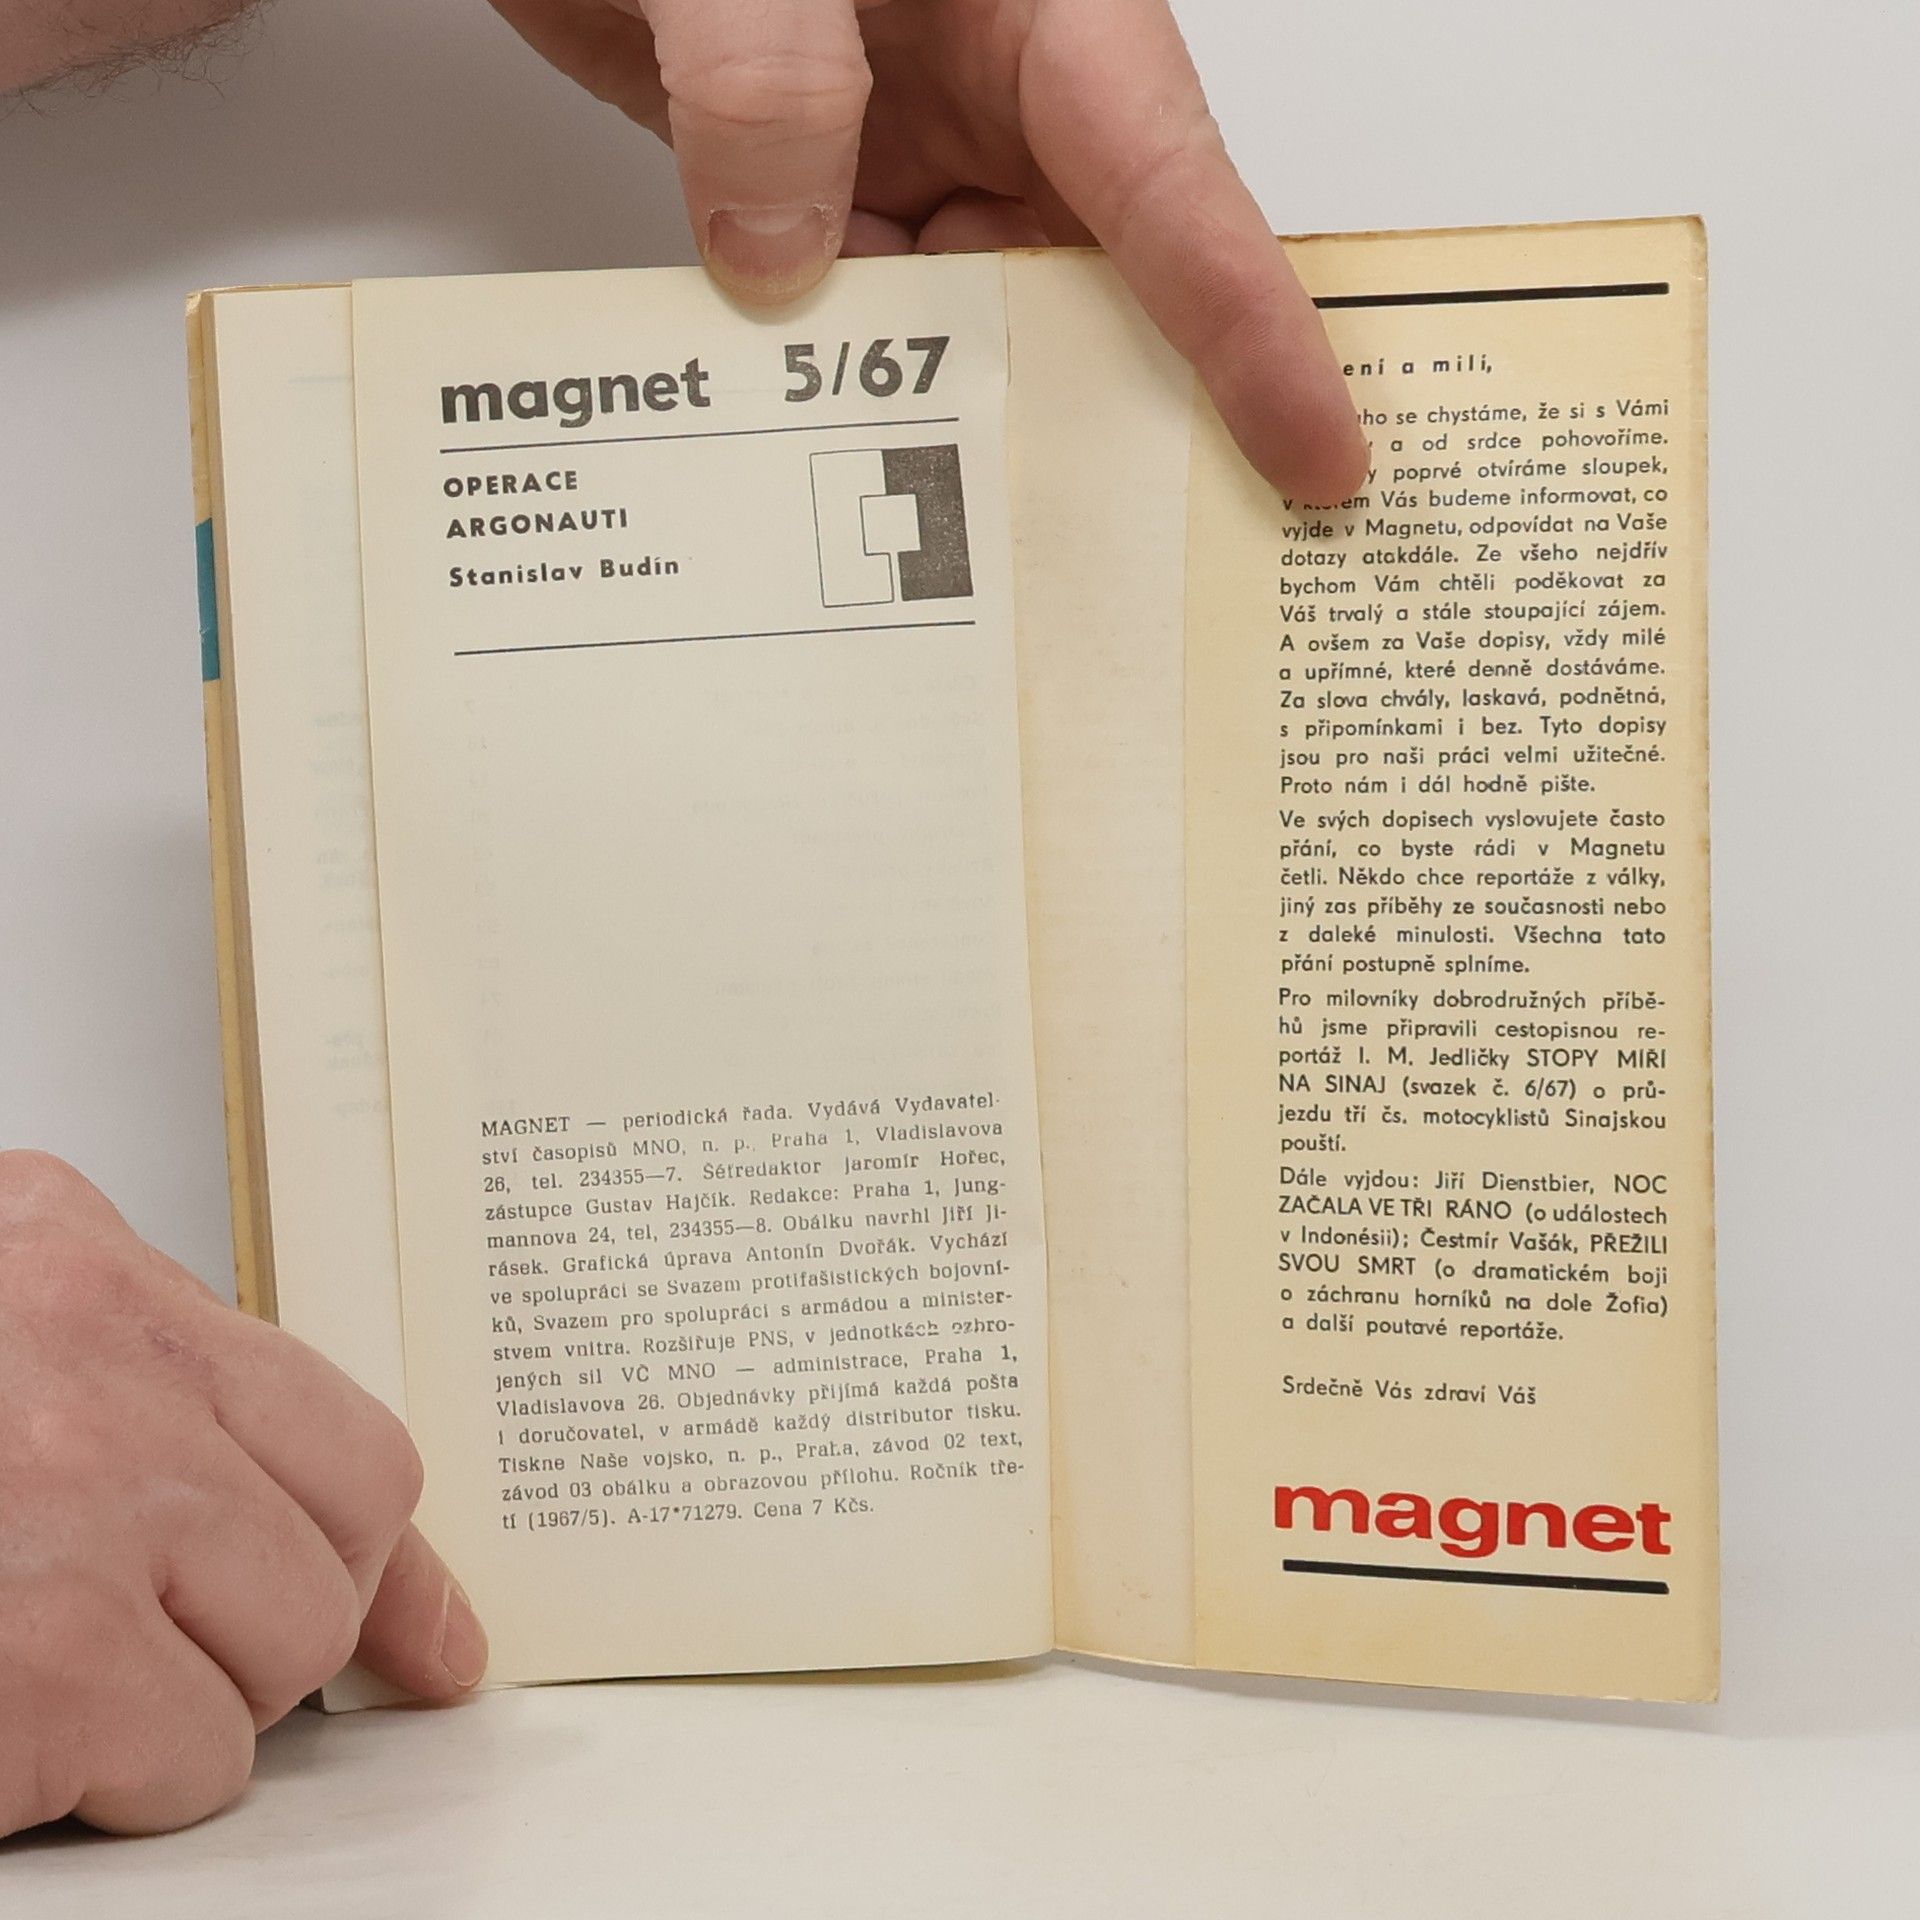 magnet 5/67
OPERACE
ARGONAUTI
Stanislav Budín
MAGNET — periodická řada. Vydává Vydavatel-
ství časopisů MNO, n. p., Praha 1, Vladislavova
26, tel. 234355—7. Šéfredaktor Jaromír Hořec,
zástupce Gustav Hajčík. Redakce: Praha 1, Jung-
mannova 24, tel, 234355—8. Obálku navrhl Jiří Ji-
rásek. Grafická úprava Antonín Dvořák. Vychází
ve spolupráci se Svazem protifašistických bojovní-
ků, Svazem pro spolupráci s armádou a minister-
stvem vnitra. Rozšiřuje PNS, v jednotkách ozbro-
jených sil VČ MNO — administrace, Praha 1,
Vladislavova 26. Objednávky přijímá každá pošta
i doručovatel, v armádě každý distributor tisku.
Tiskne Naše vojsko, n. p., Praha, závod 02 text,
závod 03 obálku a obrazovou přílohu. Ročník tře-
tí (1967/5). A-17*71279. Cena 7 Kčs.
ení a milí,
se chystáme, že si s Vámi
a od srdce pohovoříme.
poprvé otvíráme sloupek,
v Vás budeme informovat, co
vyjde v Magnetu, odpovídat na Vaše
dotazy atakdále. Ze všeho nejdřív
bychom Vám chtěli poděkovat za
Váš trvalý a stále stoupající zájem.
A ovšem za Vaše dopisy, vždy milé
a upřímné, které denně dostáváme.
Za slova chvály, laskavá, podnětná,
s připomínkami i bez. Tyto dopisy
jsou pro naši práci velmi užitečné.
Proto nám i dál hodně pište.
Ve svých dopisech vyslovujete často
přání, co byste rádi v Magnetu
četli. Někdo chce reportáže z války,
jiný zas příběhy ze současnosti nebo
z daleké minulosti. Všechna tato
přání postupně splníme.
Pro milovníky dobrodružných příbě-
hů jsme připravili cestopisnou re-
portáž I. M. Jedličky STOPY MÍŘÍ
NA SINAJ (svazek č. 6/67) o prů-
jezdu tří čs. motocyklistů Sinajskou
pouští.
Dále vyjdou: Jiří Dienstbier, NOC
ZAČALA VE TŘI RÁNO (o událostech
v Indonésii); Čestmír Vašák, PŘEŽILI
SVOU SMRT (o dramatickém boji
o záchranu horníků na dole Žofia)
a další poutavé reportáže.
Srdečně Vás zdraví Váš
magnet